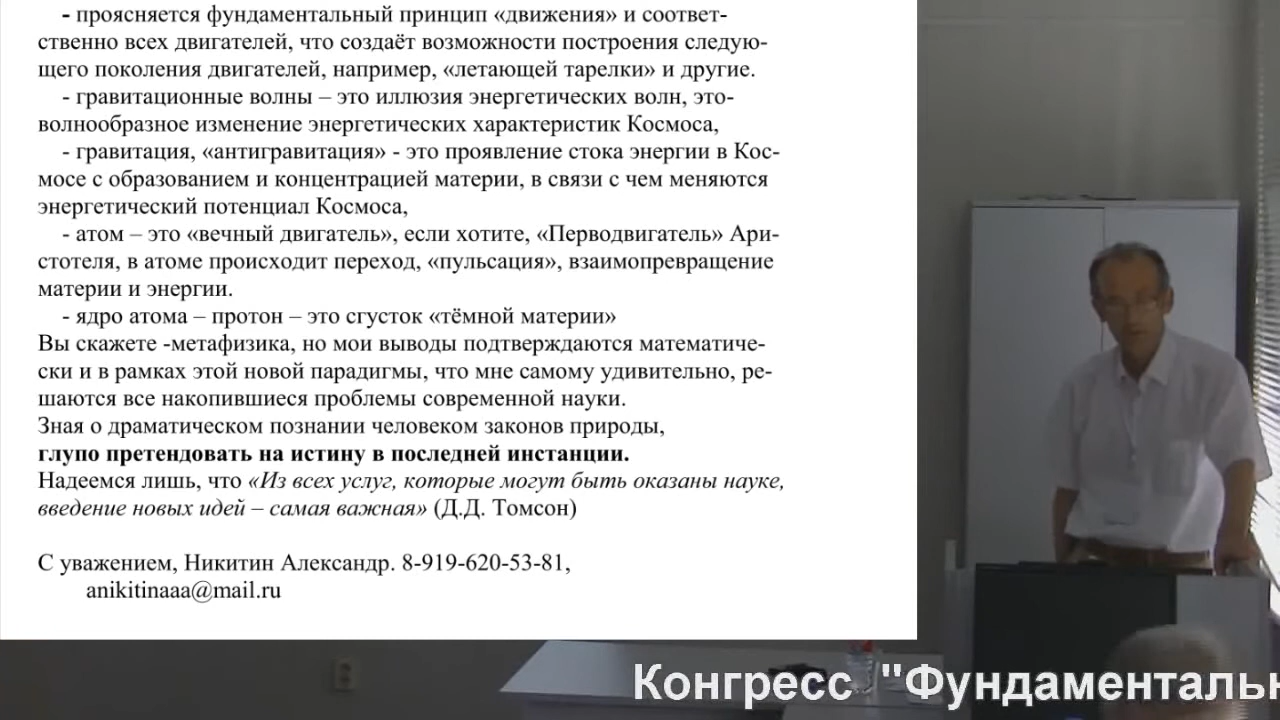 - проясняется фундаментальный принцип «движения» и соответ-
ственно всех двигателей, что создаёт возможности построения следую-
щего поколения двигателей, например, «летающей тарелки» и другие.
- гравитационные волны – это иллюзия энергетических волн, это-
волнообразное изменение энергетических характеристик Космоса,
- гравитация, «антигравитация» - это проявление стока энергии в Кос-
мосе с образованием и концентрацией материи, в связи с чем меняются
энергетический потенциал Космоса,
- атом – это «вечный двигатель», если хотите, «Перводвигатель» Ари-
стотеля, в атоме происходит переход, «пульсация», взаимопревращение
материи и энергии.
- ядро атома – протон – это сгусток «тёмной материи»
Вы скажете -метафизика, но мои выводы подтверждаются математиче-
ски и в рамках этой новой парадигмы, что мне самому удивительно, ре-
шаются все накопившиеся проблемы современной науки.
Зная о драматическом познании человеком законов природы,
глупо претендовать на истину в последней инстанции.
Надеемся лишь, что «Из всех услуг, которые могут быть оказаны науке,
введение новых идей – самая важная» (Д.Д. Томсон)
С уважением, Никитин Александр. 8-919-620-53-81,
anikitinaaa@mail.ru
Конгресс "Фундаментальн